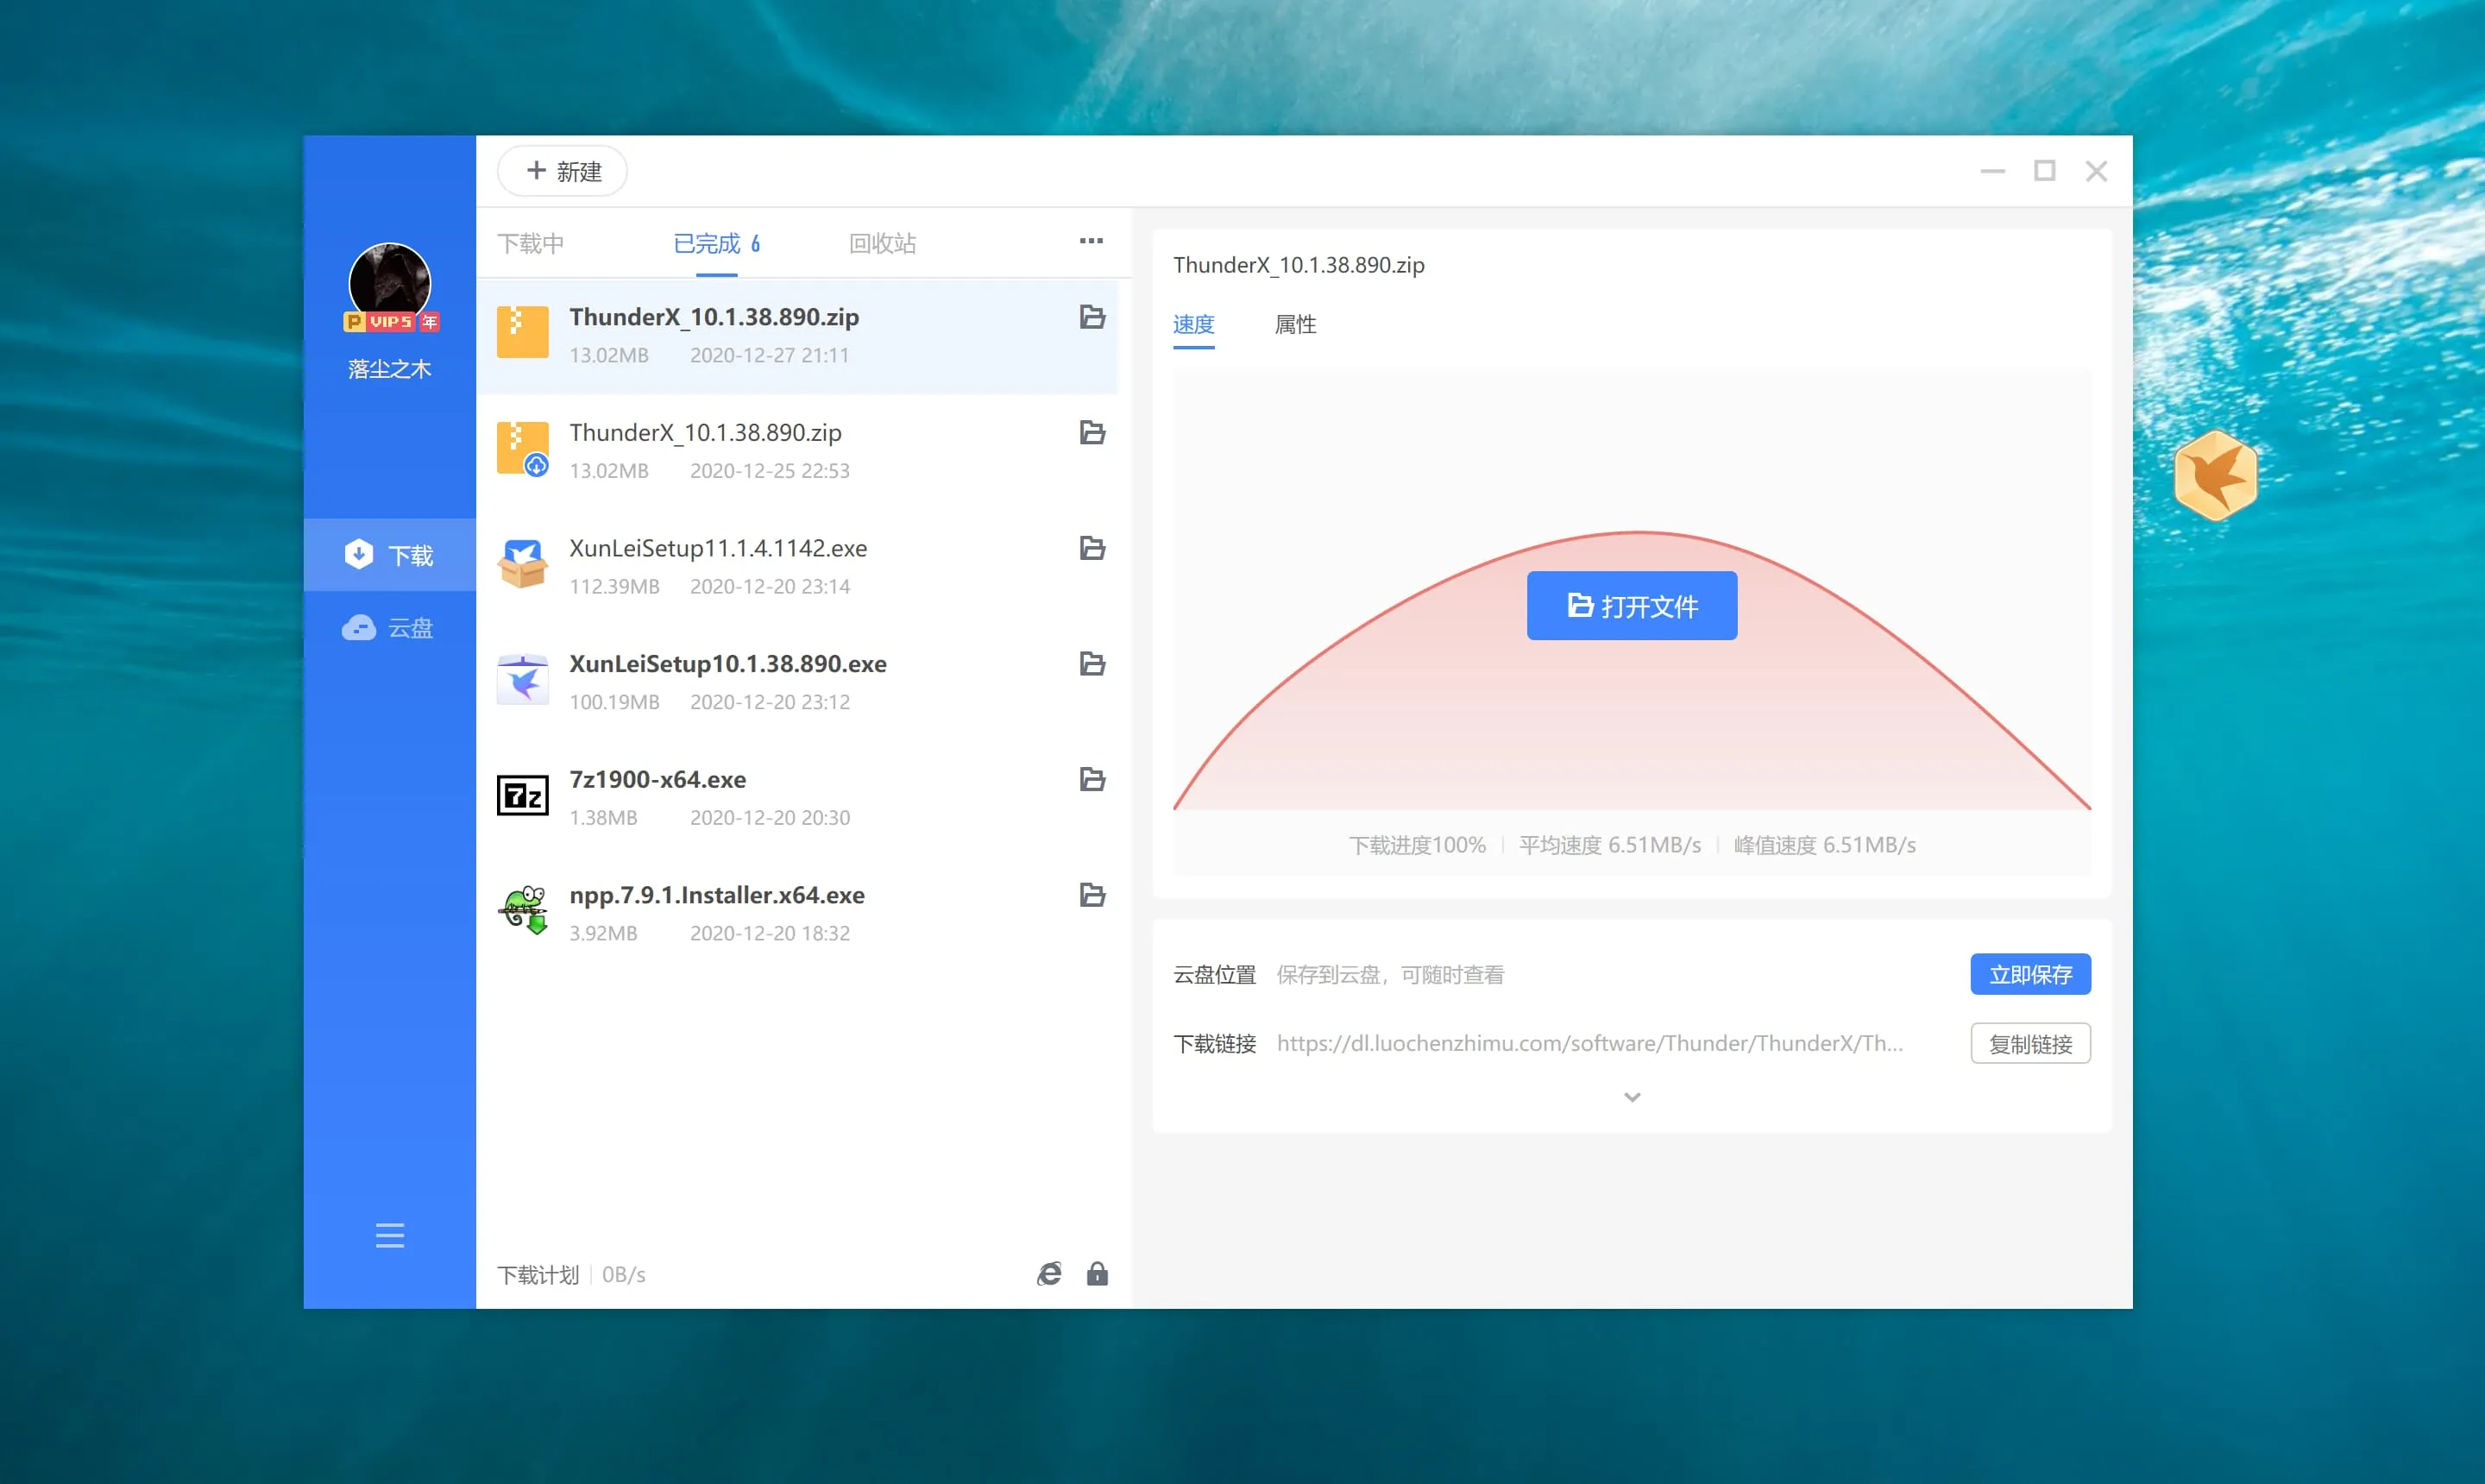 新建
P VIP5 年
落尘之木
下载
云盘
下载中 已完成 6 回收站
ThunderX_10.1.38.890.zip
13.02MB 2020-12-27 21:11
ThunderX_10.1.38.890.zip
13.02MB 2020-12-25 22:53
XunLeiSetup11.1.4.1142.exe
112.39MB 2020-12-20 23:14
XunLeiSetup10.1.38.890.exe
100.19MB 2020-12-20 23:12
7z
7z1900-x64.exe
1.38MB 2020-12-20 20:30
npp.7.9.1.Installer.x64.exe
3.92MB 2020-12-20 18:32
下载计划 0B/s
ThunderX_10.1.38.890.zip
速度 属性
打开文件
下载进度100% 平均速度 6.51MB/s 峰值速度 6.51MB/s
云盘位置 保存到云盘，可随时查看 立即保存
下载链接 https://dl.luochenzhimu.com/software/Thunder/ThunderX/Th... 复制链接